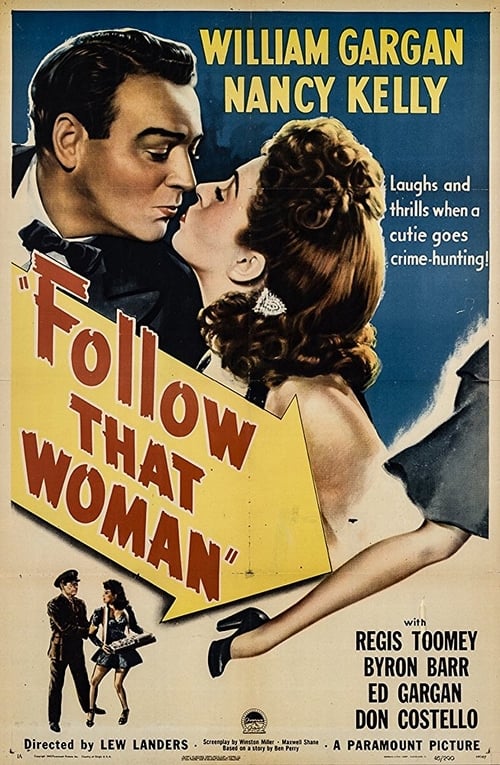 WILLIAM GARGAN
NANCY KELLY
Laughs and
thrills when a
cutie goes
crime-hunting!
"Follow
THAT
WOMAN"
with
REGIS TOOMEY
BYRON BARR
ED GARGAN
DON COSTELLO
Directed by LEW LANDERS · Screenplay by Winston Miller · Maxwell Shane
Based on a story by Ben Perry · A PARAMOUNT PICTURE
45/290